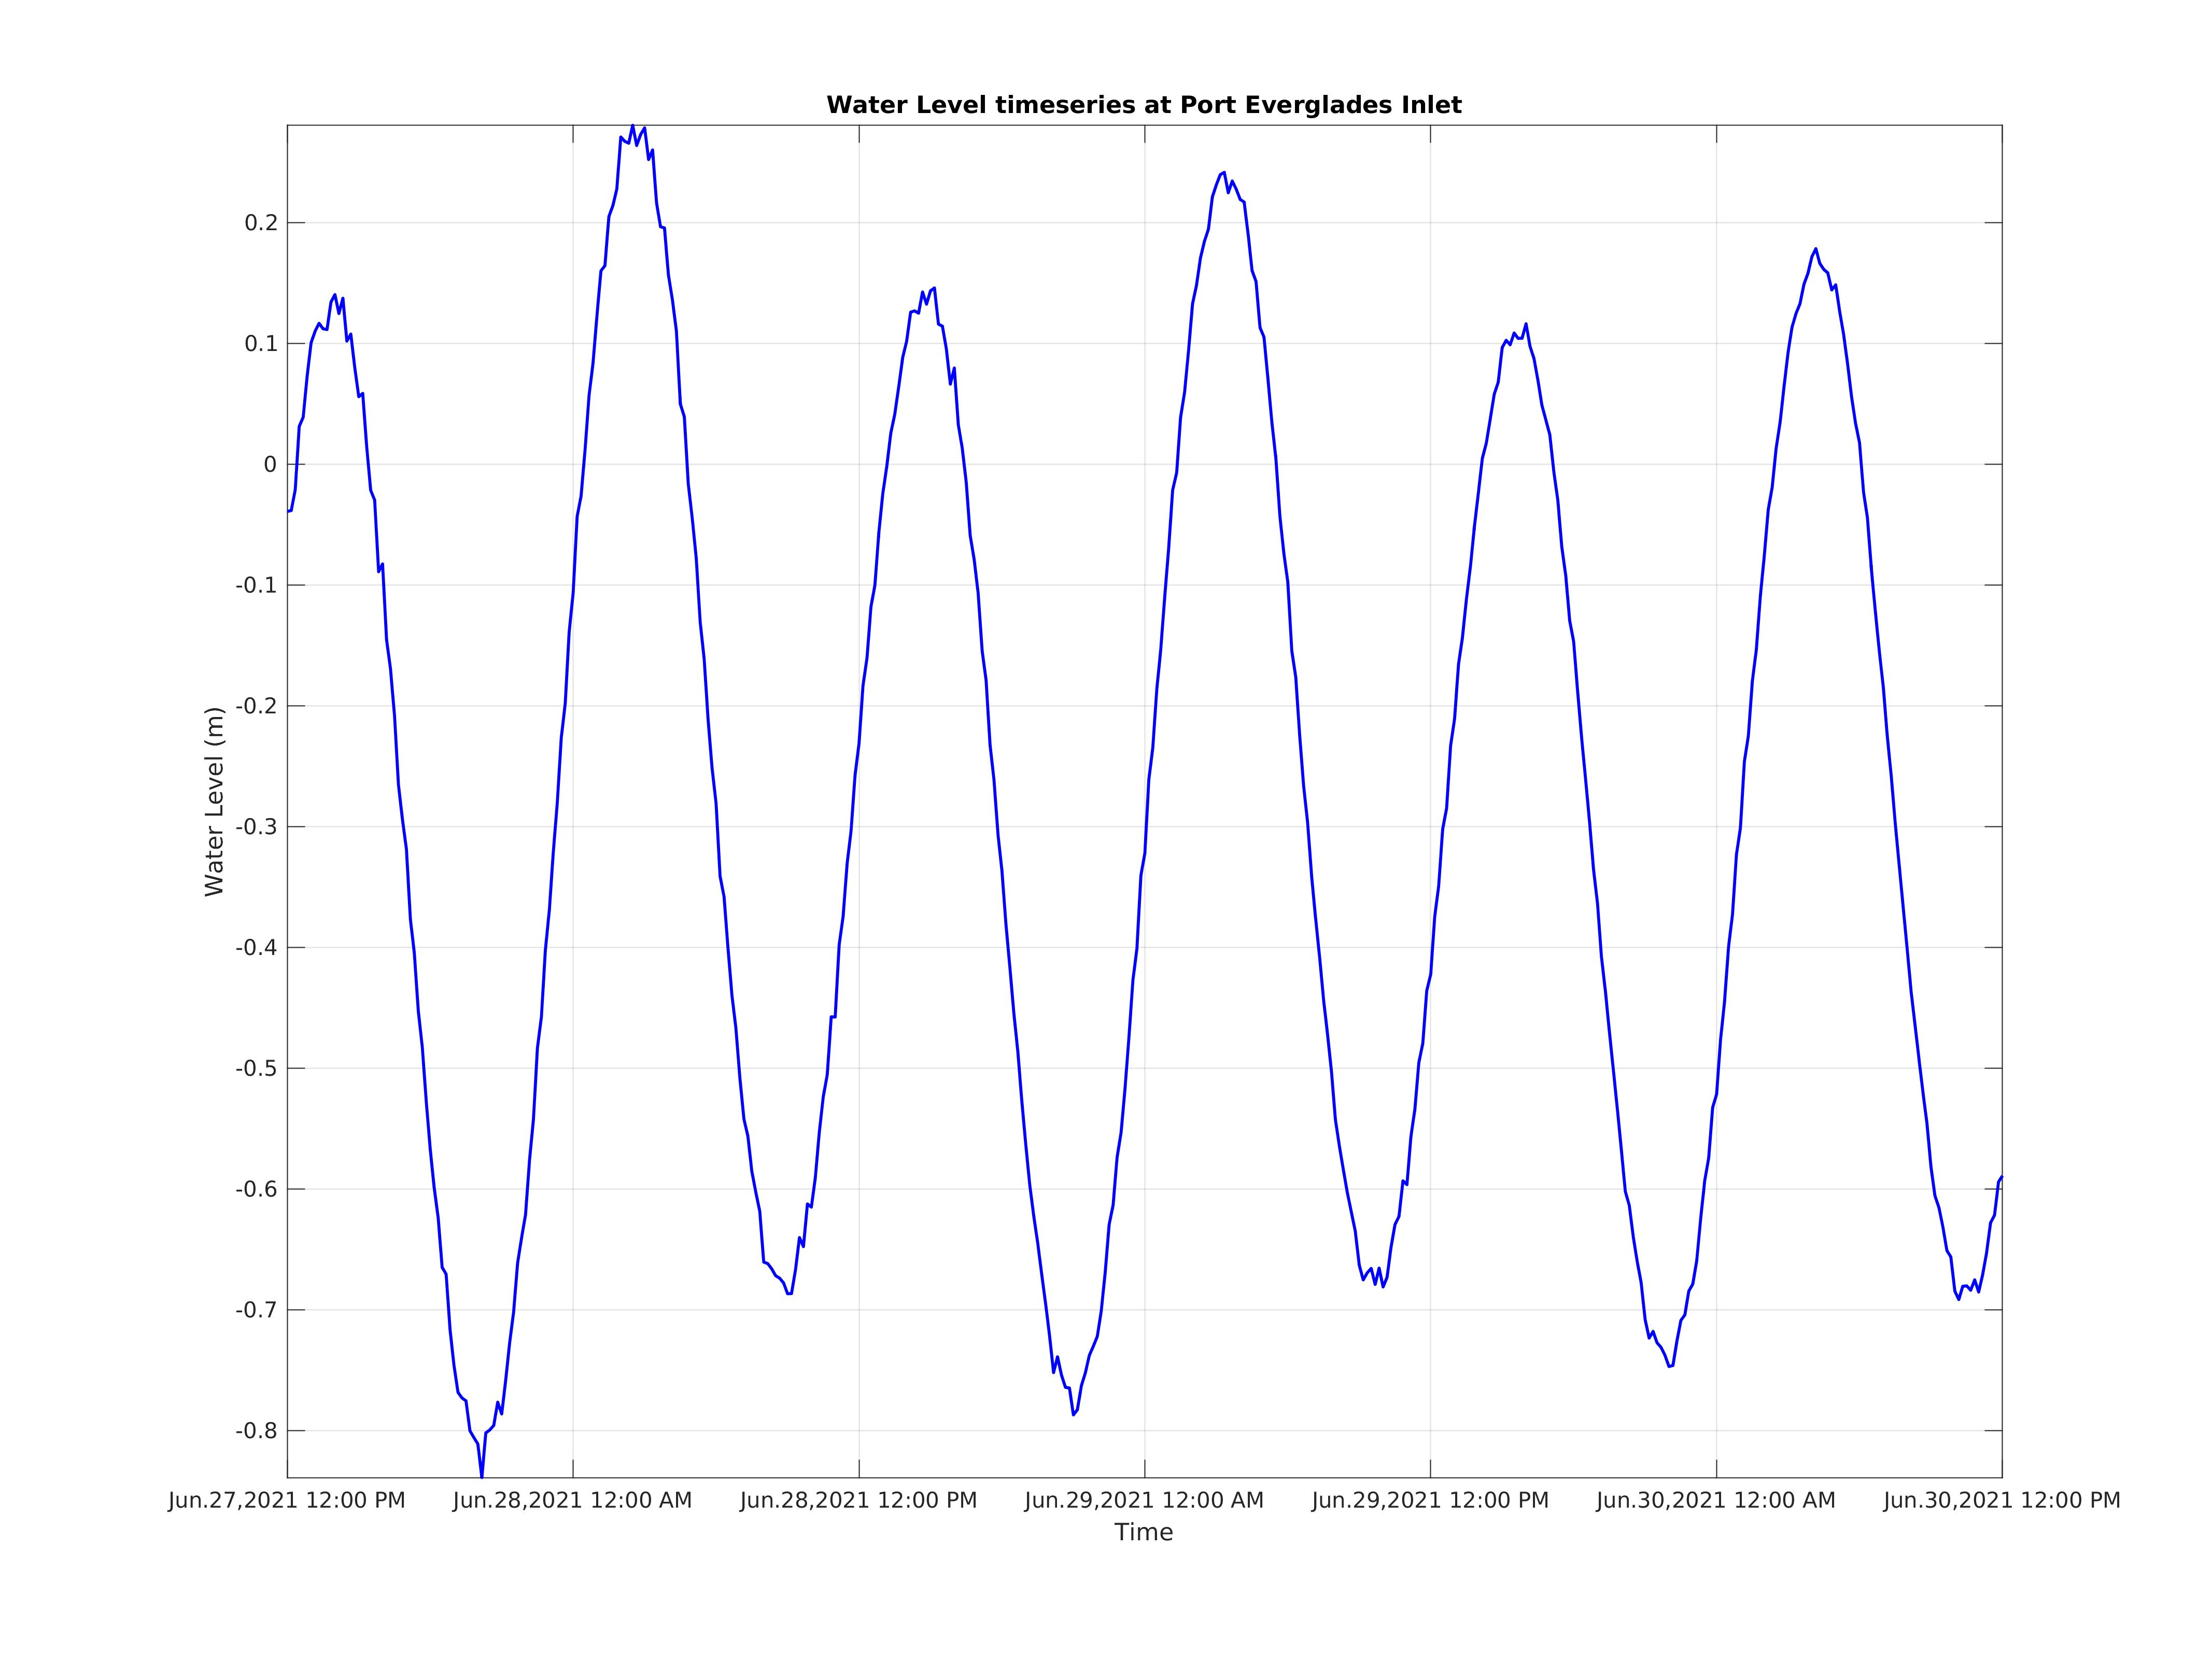 Water Level timeseries at Port Everglades Inlet
0.2
0.1
0
-0.1
-0.2
-0.3
-0.4
-0.5
-0.6
-0.7
-0.8
Water Level (m)
Jun.27,2021 12:00 PM
Jun.28,2021 12:00 AM
Jun.28,2021 12:00 PM
Jun.29,2021 12:00 AM
Jun.29,2021 12:00 PM
Jun.30,2021 12:00 AM
Jun.30,2021 12:00 PM
Time